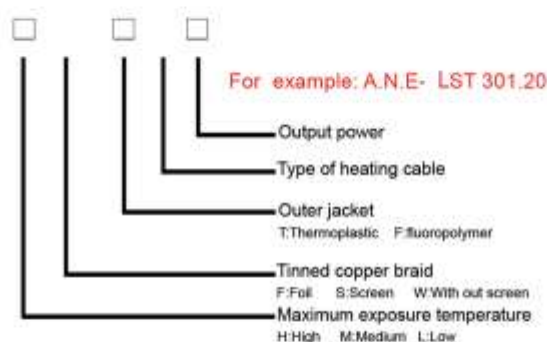 For example: A.N.E- LST 301.20
Output power
Type of heating cable
Outer jacket
T:Thermoplastic F:fluoropolymer
Tinned copper braid
F:Foil S:Screen W:With out screen
Maximum exposure temperature
H:High M:Medium L:Low